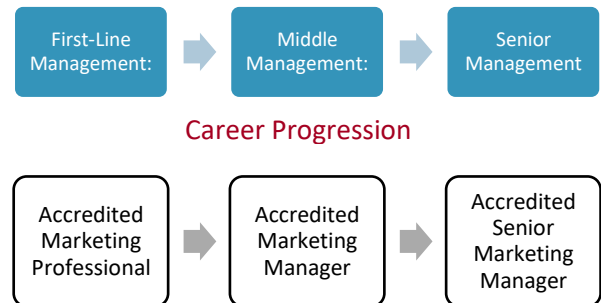 First-Line
Management:
Middle
Management:
Senior
Management
Career Progression
Accredited
Marketing
Professional
Accredited
Marketing
Manager
Accredited
Senior
Marketing
Manager